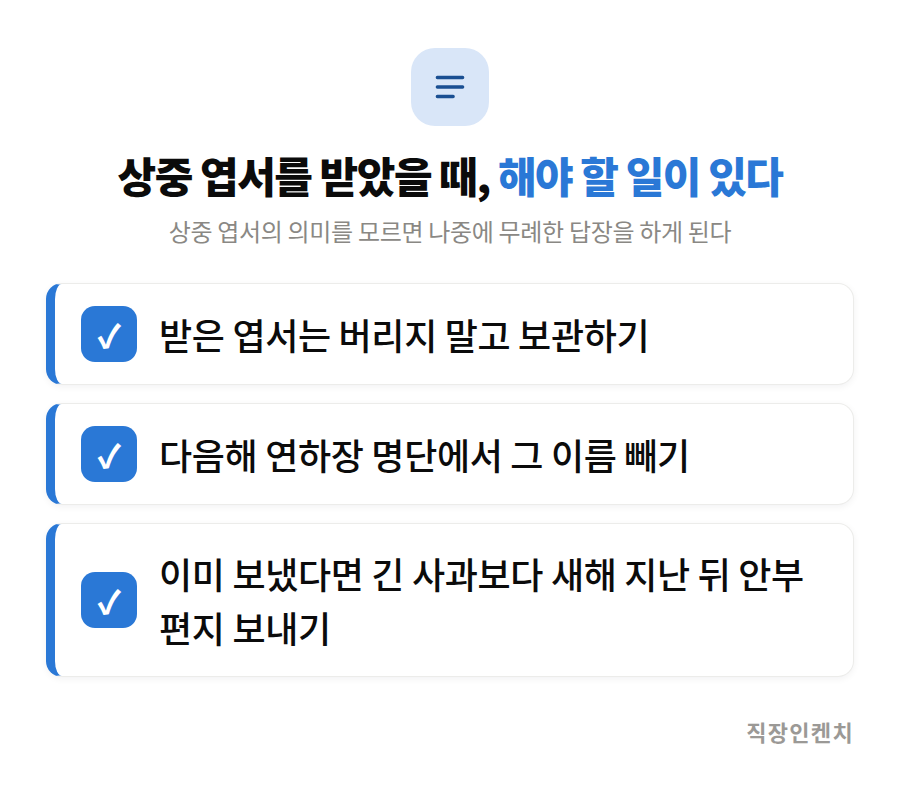 상중 엽서를 받았을 때, 해야 할 일이 있다
상중 엽서의 의미를 모르면 나중에 무례한 답장을 하게 된다
받은 엽서는 버리지 말고 보관하기
다음해 연하장 명단에서 그 이름 빼기
이미 보냈다면 긴 사과보다 새해 지난 뒤 안부
편지 보내기
직장인켄치